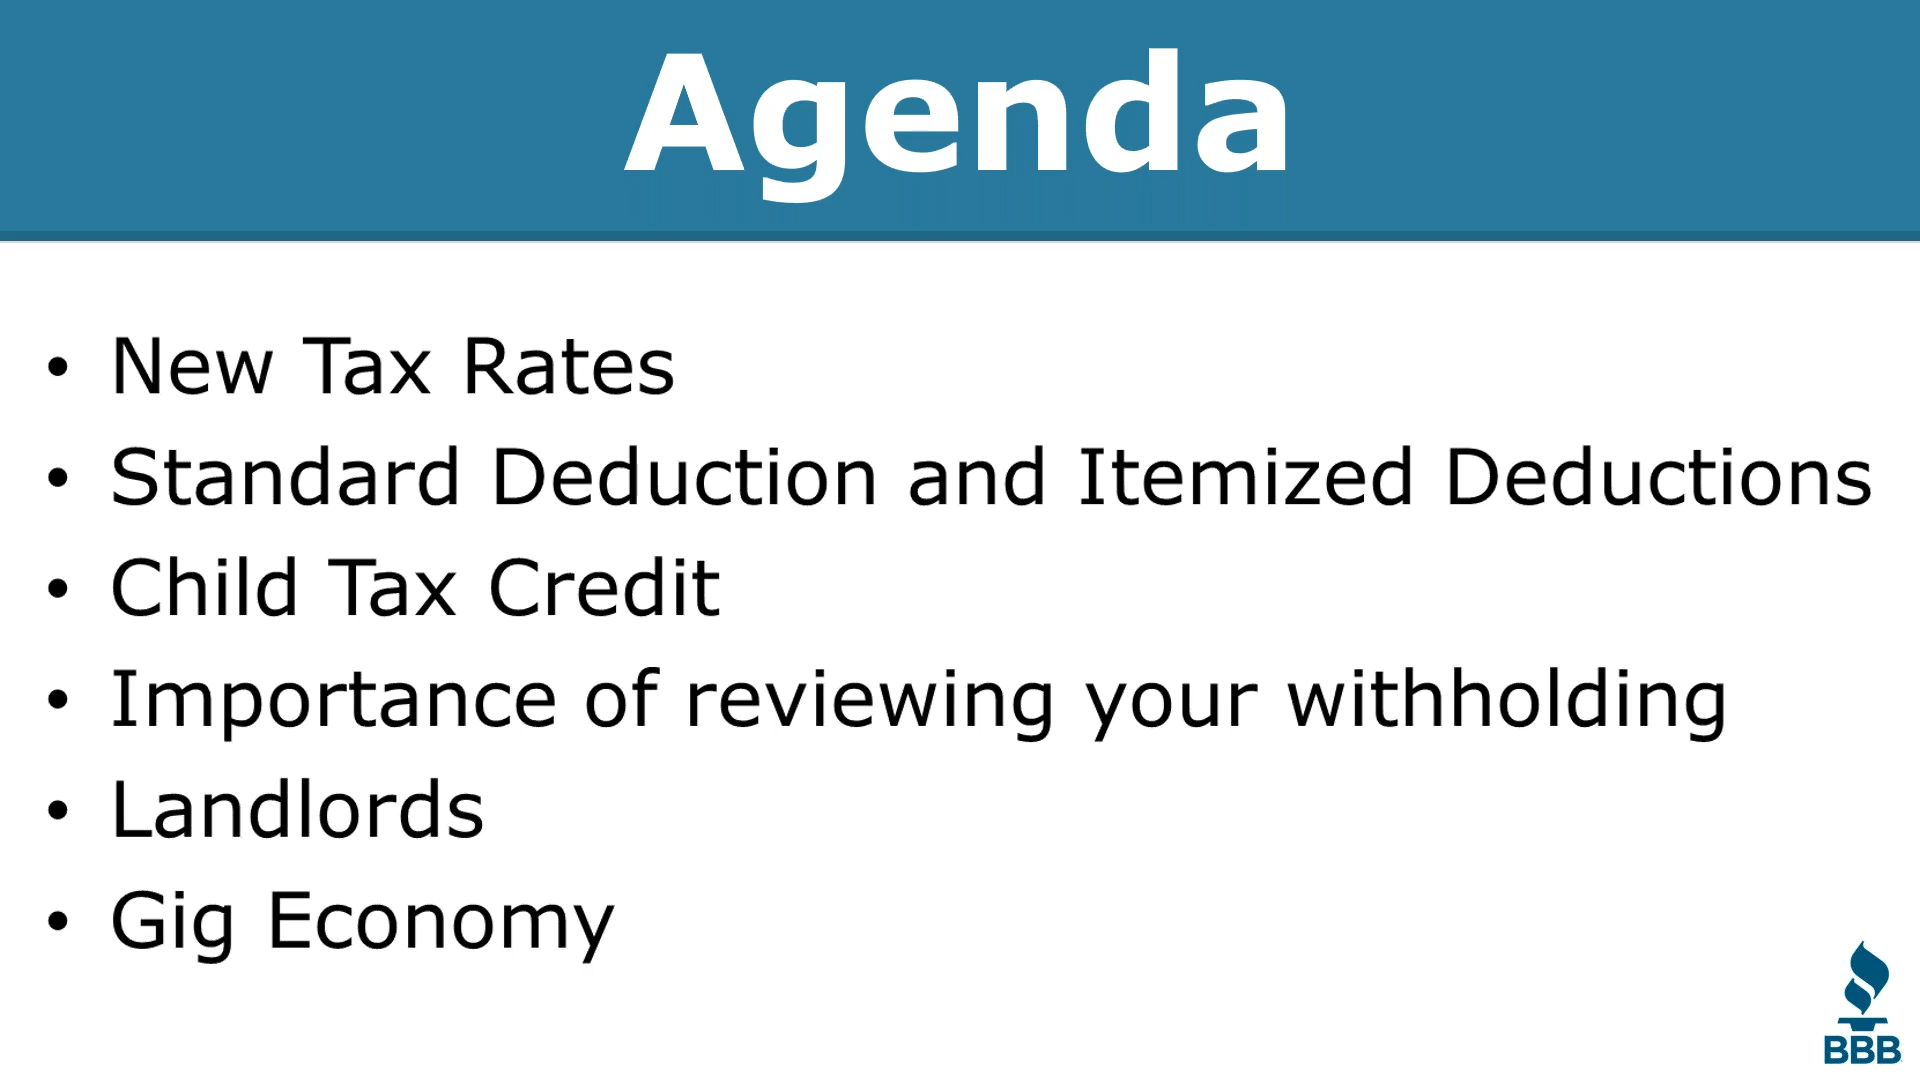 Agenda
• New Tax Rates
• Standard Deduction and Itemized Deductions
• Child Tax Credit
• Importance of reviewing your withholding
• Landlords
• Gig Economy
BBB